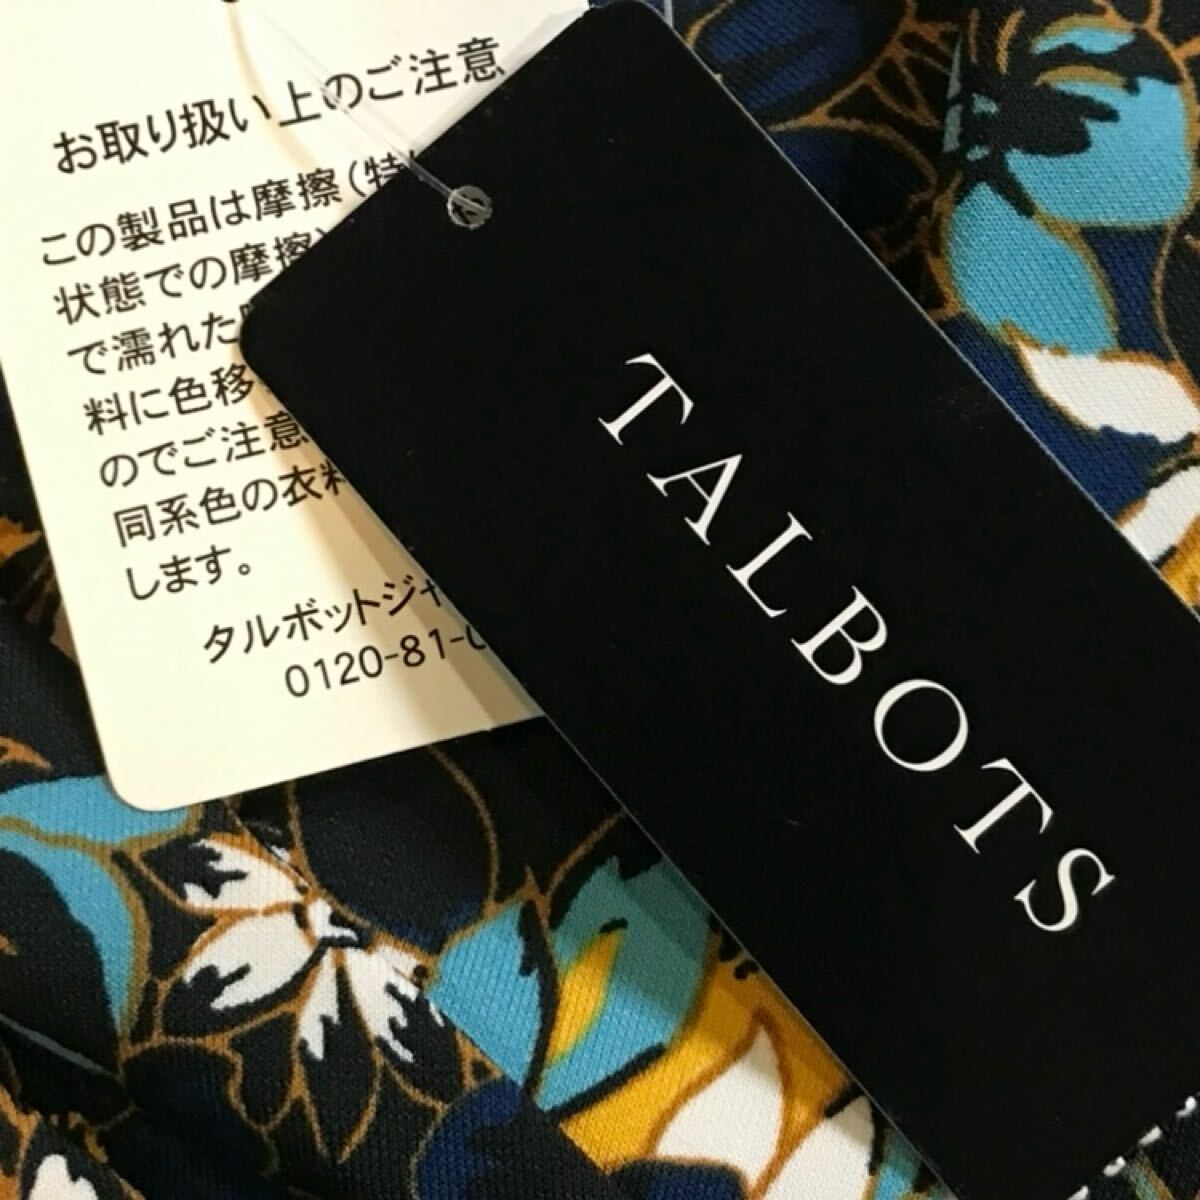 お取り扱い上のご注意
この製品は摩擦（特
状態での摩擦
で濡れた
料に色移
のでご注意
同系色の衣料
します。
タルボットジャ
0120-81-
TALBOTS